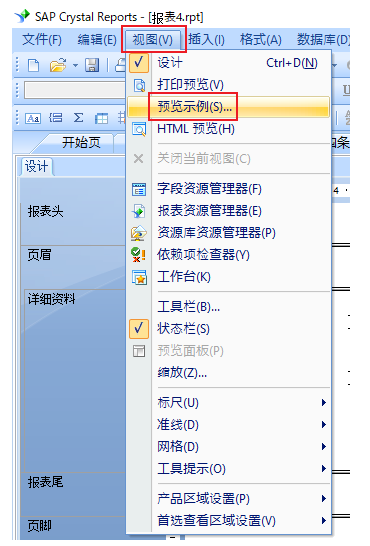 SAP Crystal Reports - [报表4.rpt]
文件(F) 编辑(E) 视图(V) 插入(I) 格式(A) 数据库(D)
设计 Ctrl+D(N)
打印预览(V)
预览示例(S)...
HTML 预览(H)
开始页
关闭当前视图(C)
设计
字段资源管理器(F)
报表头
报表资源管理器(E)
资源库资源管理器(P)
页眉
依赖项检查器(Y)
工作台(K)
详细资料
工具栏(B)...
状态栏(S)
预览面板(P)
缩放(Z)...
标尺(U)
准线(D)
网格(D)
工具提示(O)
报表尾
产品区域设置(P)
页脚
首选查看区域设置(V)